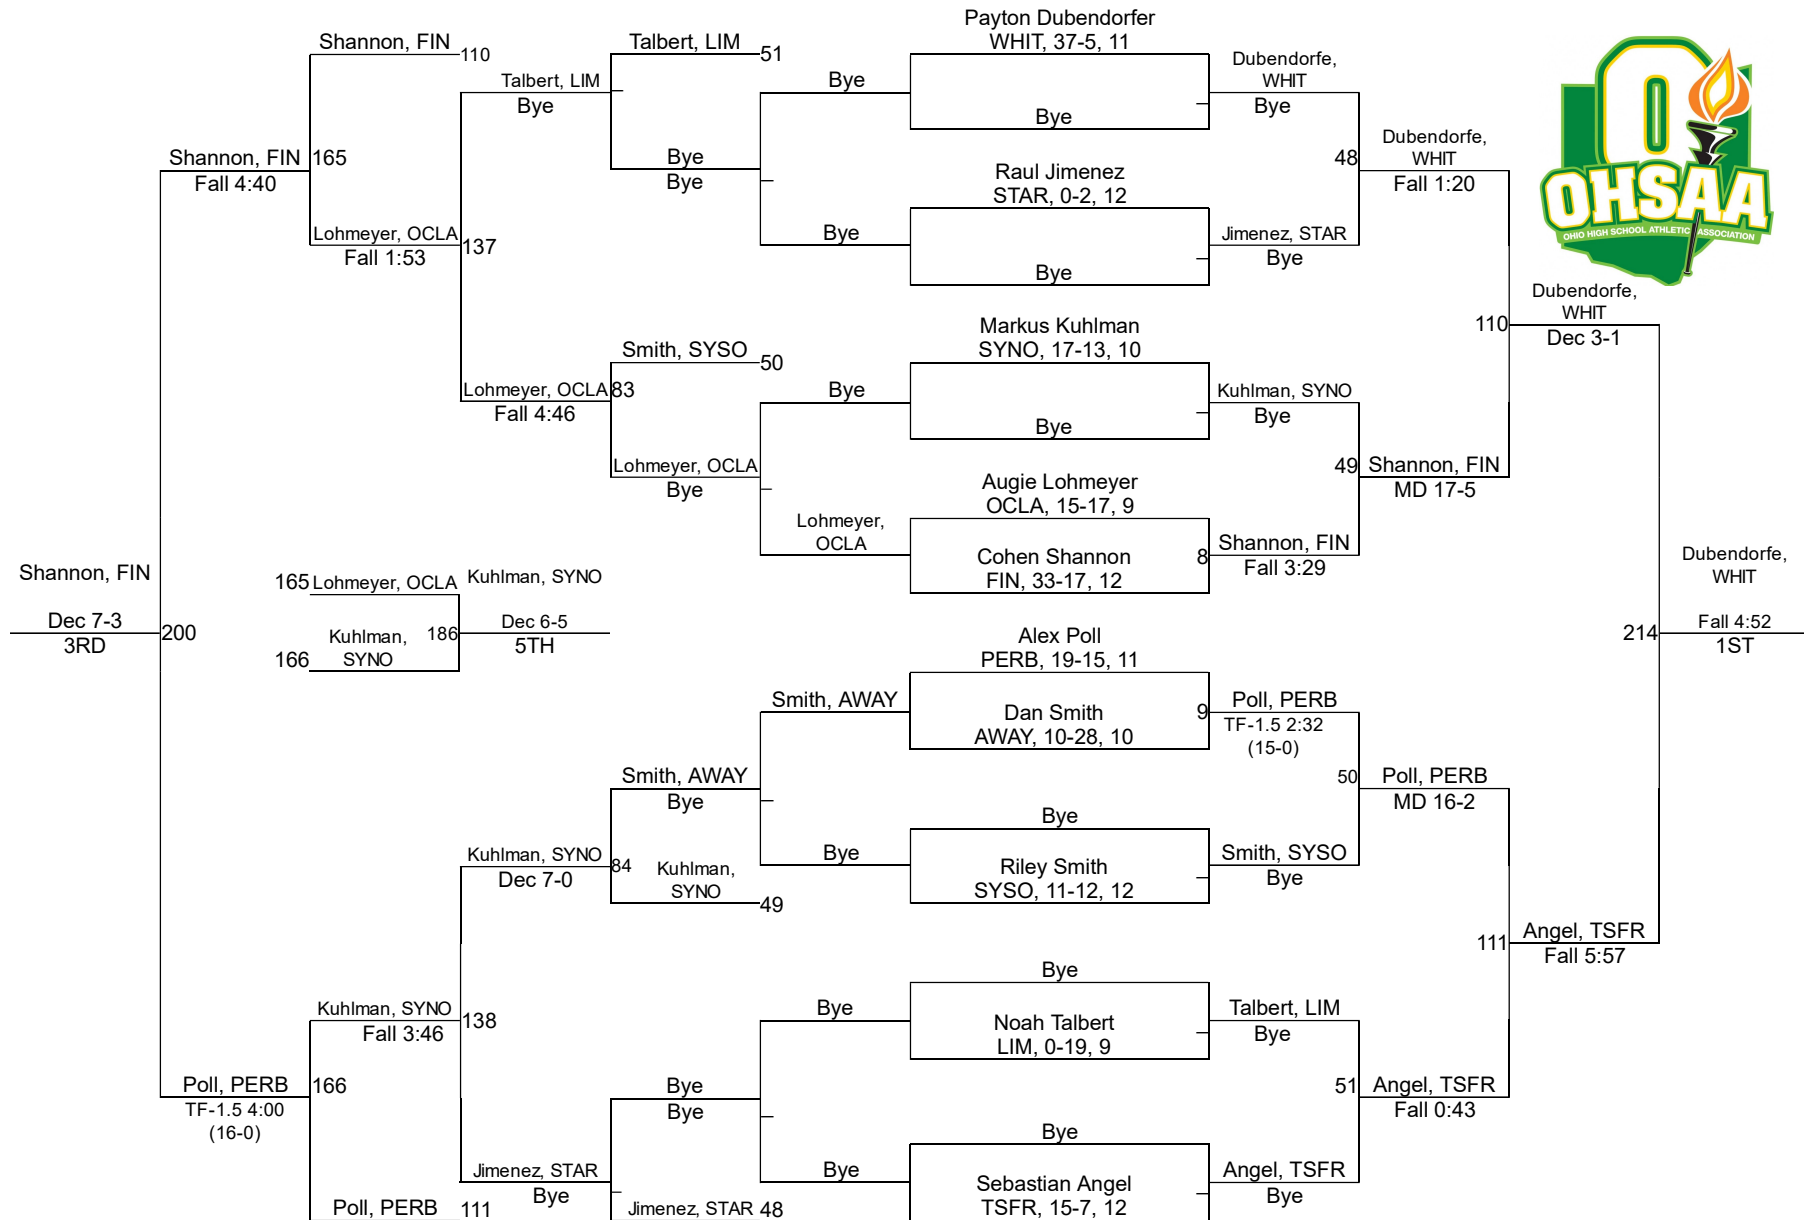 Payton Dubendorfer
WHIT, 37-5, 11
Shannon, FIN
110
Talbert, LIM
51
Dubendorfe,
WHIT
Bye
Talbert, LIM
Bye
Bye
Bye
Dubendorfe,
WHIT
Fall 1:20
48
Shannon, FIN
Fall 4:40
165
Bye
Bye
Raul Jimenez
STAR, 0-2, 12
OHSAA
OHIO HIGH SCHOOL ATHLETIC ASSOCIATION
Lohmeyer, OCLA
Fall 1:53
137
Bye
Jimenez, STAR
Bye
Bye
Dubendorfe,
WHIT
Dec 3-1
110
Markus Kuhlman
SYNO, 17-13, 10
Smith, SYSO
50
Lohmeyer, OCLA
Fall 4:46
83
Bye
Kuhlman, SYNO
Bye
Bye
Lohmeyer, OCLA
Bye
49
Shannon, FIN
MD 17-5
Augie Lohmeyer
OCLA, 15-17, 9
Lohmeyer,
OCLA
Cohen Shannon
FIN, 33-17, 12
8
Shannon, FIN
Fall 3:29
Shannon, FIN
Dec 7-3
3RD
200
165
Lohmeyer, OCLA
Kuhlman, SYNO
166
Kuhlman,
SYNO
186
Dec 6-5
5TH
Dubendorfe,
WHIT
214
Fall 4:52
1ST
Alex Poll
PERB, 19-15, 11
Smith, AWAY
Dan Smith
AWAY, 10-28, 10
9
Poll, PERB
TF-1.5 2:32
(15-0)
Smith, AWAY
Bye
50
Poll, PERB
MD 16-2
Bye
Kuhlman, SYNO
Dec 7-0
84
Kuhlman,
SYNO
49
Bye
Riley Smith
SYSO, 11-12, 12
Smith, SYSO
Bye
111
Angel, TSFR
Fall 5:57
Bye
Kuhlman, SYNO
Fall 3:46
138
Bye
Noah Talbert
LIM, 0-19, 9
Talbert, LIM
Bye
Poll, PERB
TF-1.5 4:00
(16-0)
166
Bye
Bye
51
Angel, TSFR
Fall 0:43
Bye
Jimenez, STAR
Bye
Bye
Sebastian Angel
TSFR, 15-7, 12
Angel, TSFR
Bye
Poll, PERB
111
Jimenez, STAR
48